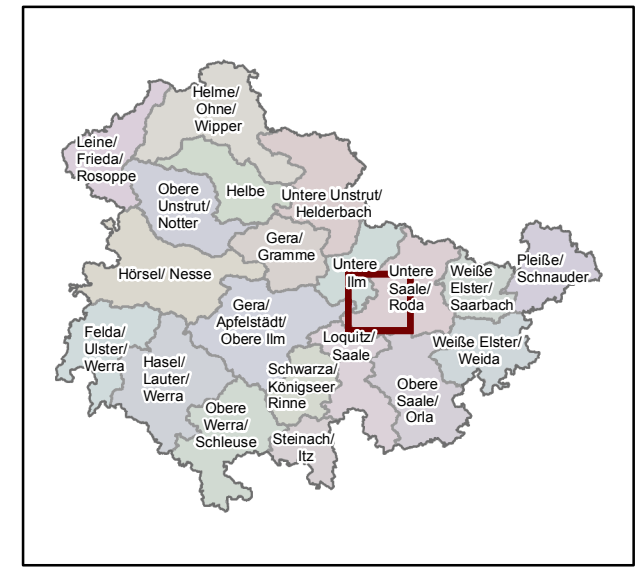 Helme/
Ohne/
Wipper
Leine/
Frieda/
Rosoppe
Obere
Unstrut/
Notter
Helbe
Untere Unstrut/
Helderbach
Gera/
Gramme
Hörsel/ Nesse
Untere
Ilm
Untere
Saale/
Roda
Weiße
Elster/
Saarbach
Pleiße/
Schnauder
Felda/
Ulster/
Werra
Gera/
Apfelstädt/
Obere Ilm
Hasel/
Lauter/
Werra
Loquitz/
Saale
Weiße Elster/
Weida
Schwarza/
Königseer
Rinne
Obere
Saale/
Orla
Obere
Werra/
Schleuse
Steinach/
Itz